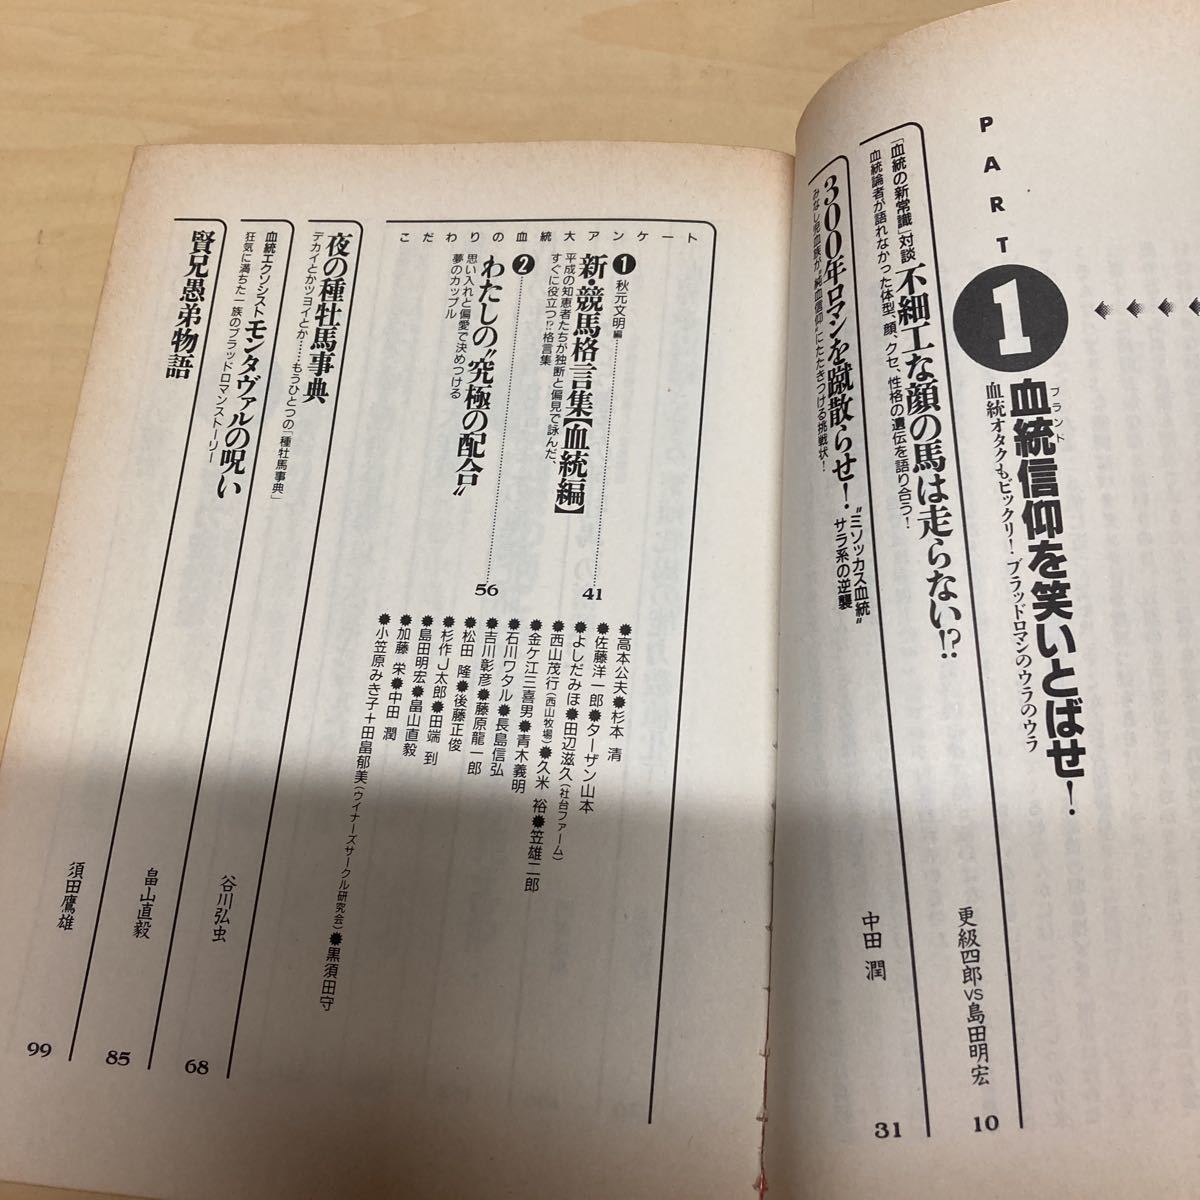 PART
1
血統信仰を笑いとばせ！
ブランド
血統オタクもビックリ！ブラッドロマンのウラのウラ
「血統の新常識」対談
不細工な顔の馬は走らない!?
血統論者が語れなかった体型、顔、クセ、性格の遺伝を語り合う！
更級四郎VS島田明宏
10
300年ロマンを蹴散らせ！
“ミソッカス血統”
サラ系の逆襲
みなし児血族が“純血信仰”にたたきつける挑戦状！
中田 潤
31
こだわりの血統大アンケート
1
秋元文明編
新・競馬格言集【血統編】
平成の知恵者たちが独断と偏見で詠んだ、
すぐに役立つ!?格言集
41
2
わたしの“究極の配合”
思い入れと偏愛で決めつける
夢のカップル
56
●高本公夫●杉本 清
●佐藤洋一郎●ターザン山本
●よしだみほ●田辺滋久(社台ファーム)
●西山茂行(西山牧場)●久米 裕●笠雄二郎
●金ケ江三喜男●青木義明
●石川ワタル●長島信弘
●吉川彰彦●藤原龍一郎
●松田 隆●後藤正俊
●杉作J太郎●田端 到
●島田明宏●畠山直毅
●加藤 栄●中田 潤
●小笠原みき子+田畠郁美(ウイナーズサークル研究会)●黒須田守
夜の種牡馬事典
デカイとかツヨイとか……もうひとつの「種牡馬事典」
谷川弘虫
68
血統エクソシスト
モンタヴァルの呪い
狂気に満ちた一族のブラッドロマンストーリー
畠山直毅
85
賢兄愚弟物語
須田鷹雄
99